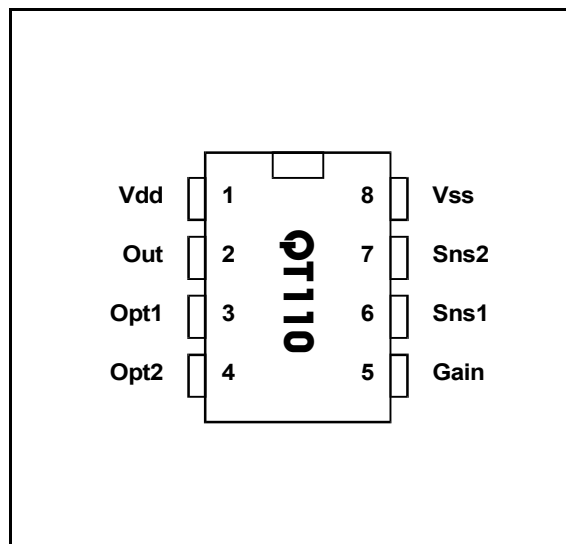 Vdd 1 8 Vss
Out 2 7 Sns2
Opt1 3 6 Sns1
Opt2 4 5 Gain
QT110